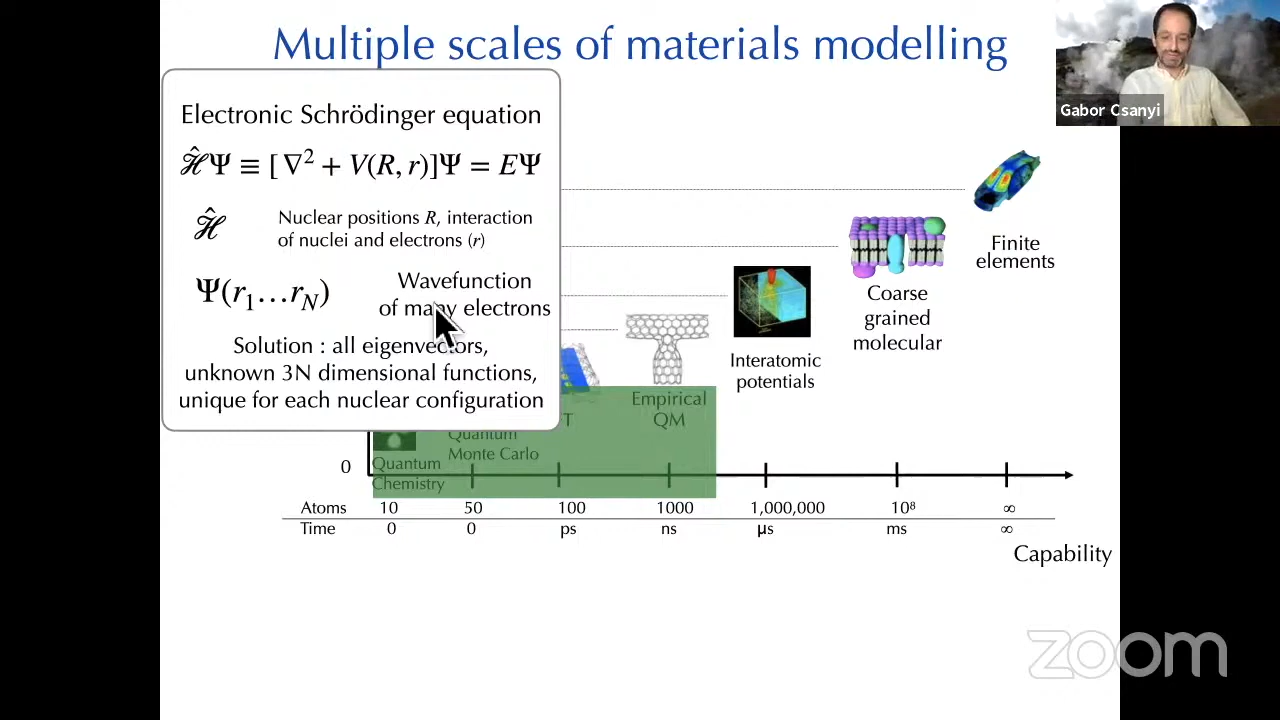 Multiple scales of materials modelling
Gabor Csanyi
Electronic Schrödinger equation
ℋ̂Ψ ≡ [ ∇² + V(R, r)]Ψ = EΨ
ℋ̂
Nuclear positions R, interaction
of nuclei and electrons (r)
Ψ(r₁…r_N)
Wavefunction
of many electrons
Solution : all eigenvectors,
unknown 3N dimensional functions,
unique for each nuclear configuration
Finite
elements
Coarse
grained
molecular
Interatomic
potentials
Empirical
QM
T
Quantum
Monte Carlo
Quantum
Chemistry
0
Atoms 10 50 100 1000 1,000,000 10⁸ ∞
Time 0 0 ps ns µs ms ∞
Capability
zoom